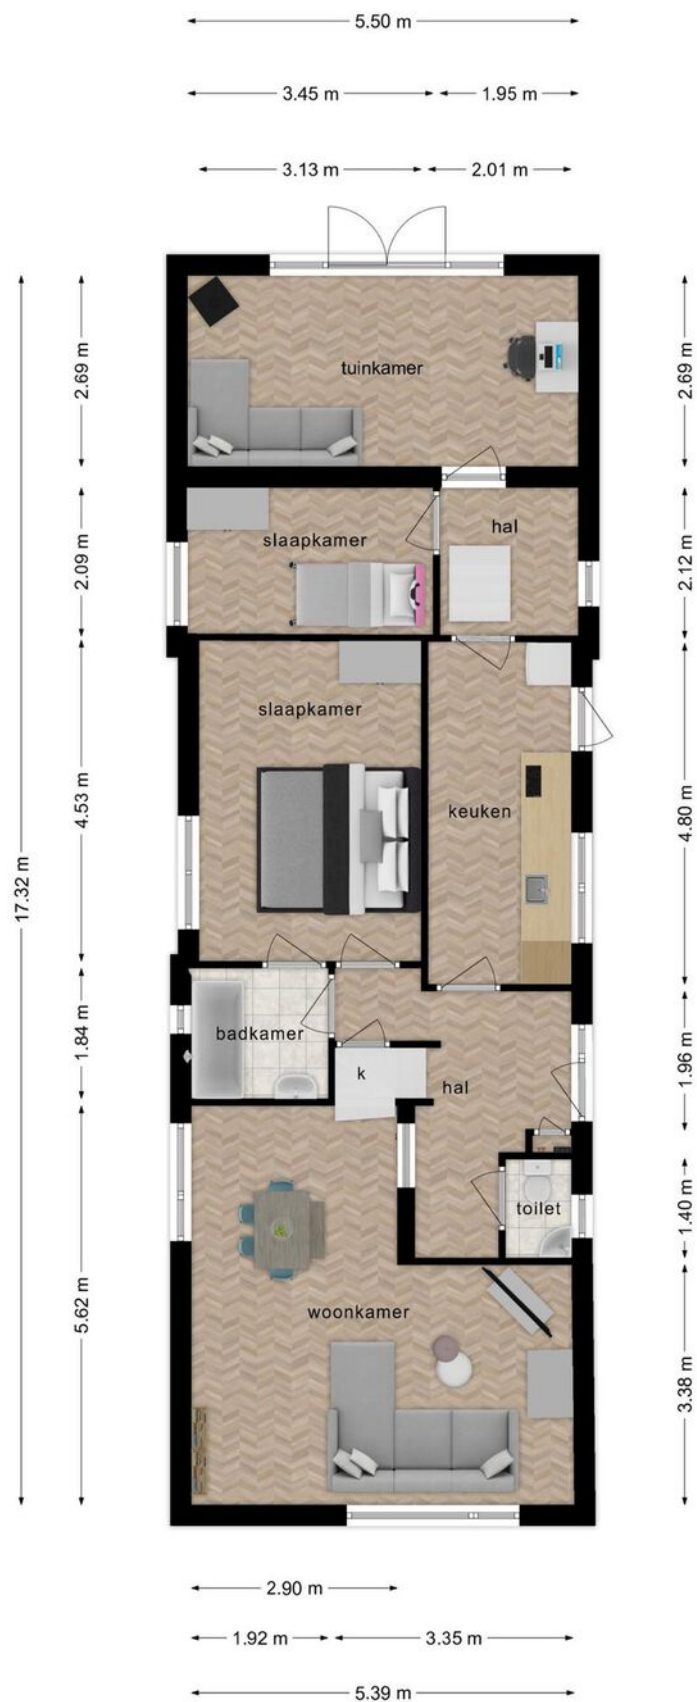 5.50 m
3.45 m
1.95 m
3.13 m
2.01 m
2.69 m
2.69 m
tuinkamer
2.09 m
2.12 m
hal
slaapkamer
slaapkamer
4.53 m
4.80 m
keuken
17.32 m
1.84 m
1.96 m
badkamer
k
hal
1.40 m
toilet
5.62 m
woonkamer
3.38 m
2.90 m
1.92 m
3.35 m
5.39 m